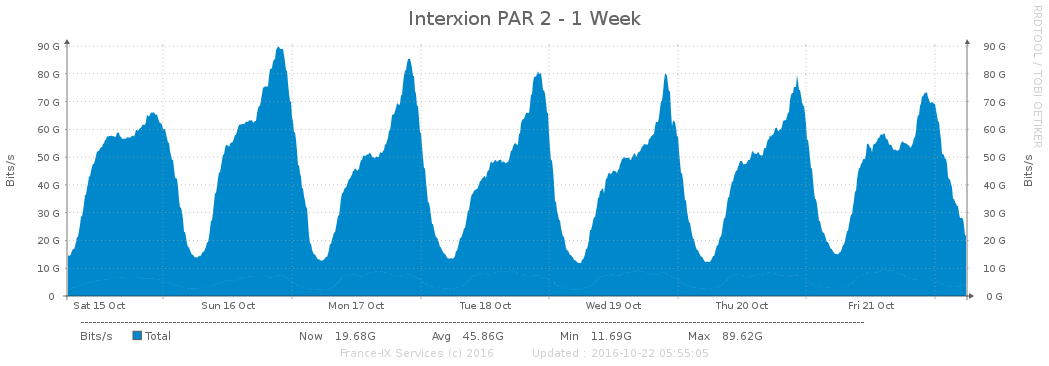 Interxion PAR 2 - 1 Week
RRDTOOL / TOBI OETIKER
Bits/s
90 G 90 G
80 G 80 G
70 G 70 G
60 G 60 G
50 G 50 G
40 G 40 G
30 G 30 G
20 G 20 G
10 G 10 G
0 0 G
Bits/s
Sat 15 Oct Sun 16 Oct Mon 17 Oct Tue 18 Oct Wed 19 Oct Thu 20 Oct Fri 21 Oct
Bits/s Total Now 19.68G Avg 45.86G Min 11.69G Max 89.62G
France-IX Services (c) 2016 Updated : 2016-10-22 05:55:05